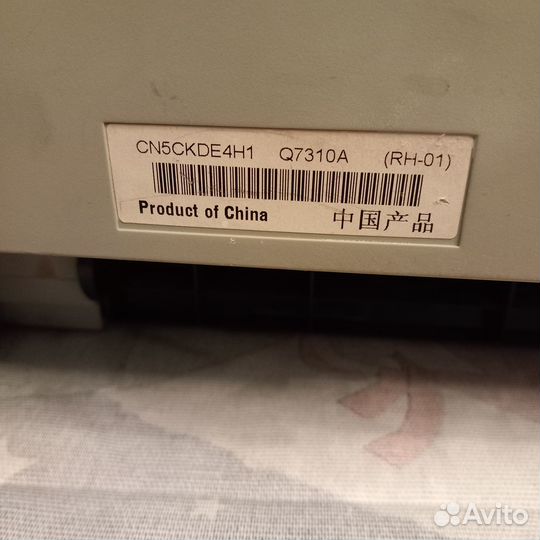 CN5CKDE4H1 Q7310A (RH-01)
Product of China 中国产品
Avito